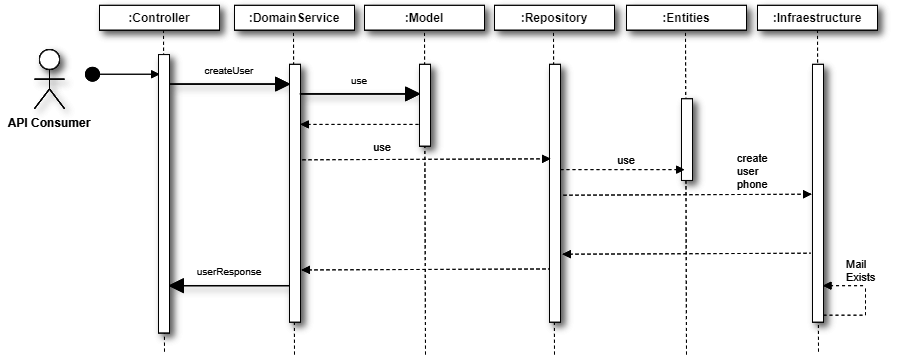 :Controller
:DomainService
:Model
:Repository
:Entities
:Infraestructure
API Consumer
createUser
use
use
use
create
user
phone
userResponse
Mail
Exists